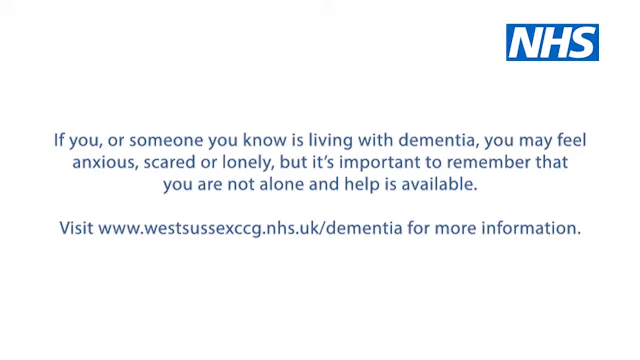 NHS
If you, or someone you know is living with dementia, you may feel
anxious, scared or lonely, but it's important to remember that
you are not alone and help is available.
Visit www.westsussexccg.nhs.uk/dementia for more information.